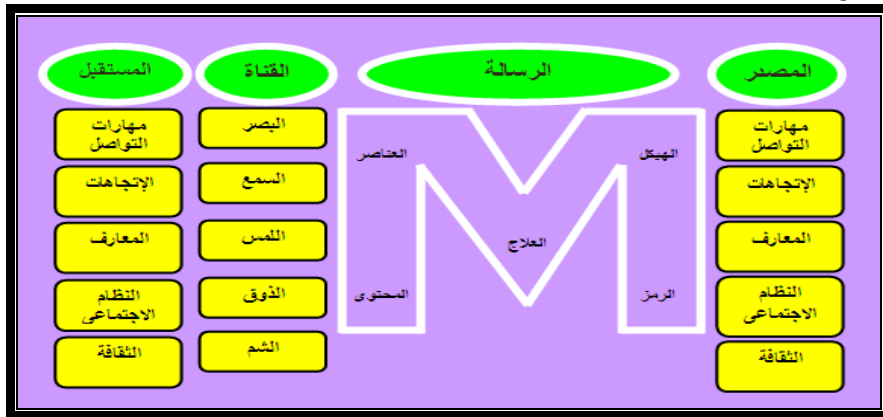 المصدر
الرسالة
القناة
المستقبل
مهارات
التواصل
الإتجاهات
المعارف
النظام
الاجتماعى
الثقافة
الهيكل
العناصر
العلاج
الرمز
المحتوى
البصر
السمع
اللمس
الذوق
الشم
مهارات
التواصل
الإتجاهات
المعارف
النظام
الاجتماعى
الثقافة